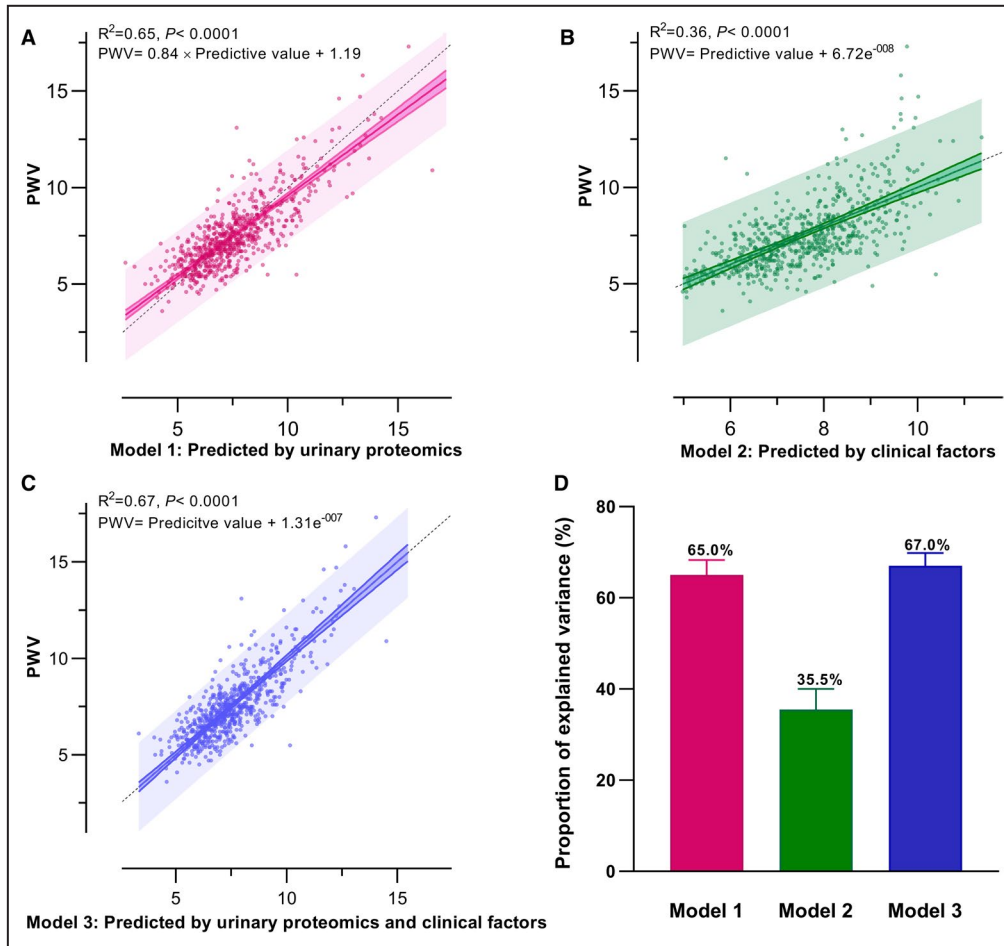 A
R²=0.65, P< 0.0001
PWV= 0.84 × Predictive value + 1.19
PWV
15
10
5
5
10
15
Model 1: Predicted by urinary proteomics
B
R²=0.36, P< 0.0001
PWV= Predictive value + 6.72e⁻⁰⁰⁸
PWV
15
10
5
6
8
10
Model 2: Predicted by clinical factors
C
R²=0.67, P< 0.0001
PWV= Predicitve value + 1.31e⁻⁰⁰⁷
PWV
15
10
5
5
10
15
Model 3: Predicted by urinary proteomics and clinical factors
D
Proportion of explained variance (%)
80
60
40
20
0
65.0%
35.5%
67.0%
Model 1
Model 2
Model 3